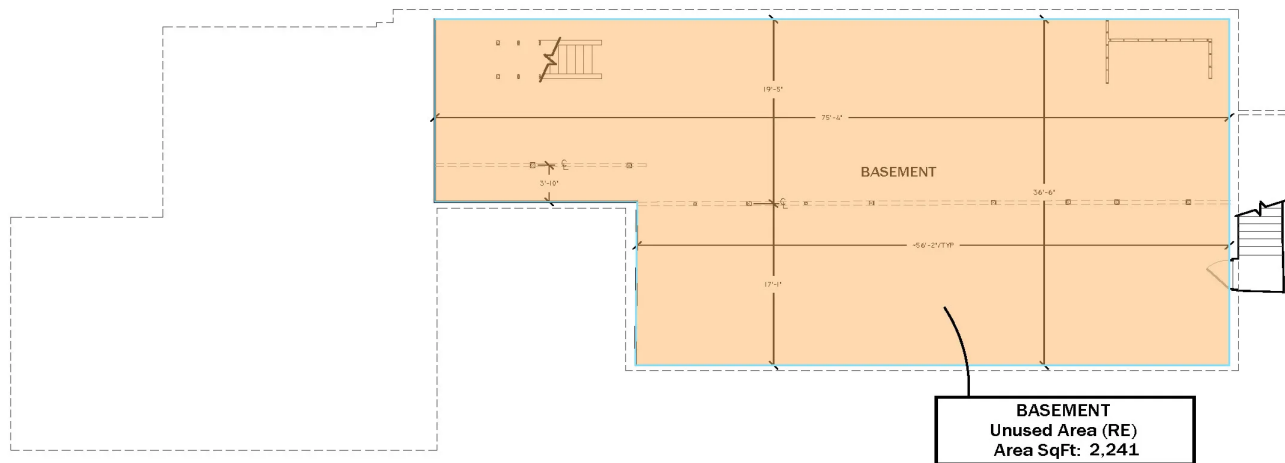 19'-5"
75'-4"
BASEMENT
36'-6"
3'-10"
℄
℄
~56'-2"/TYP
17'-1"
BASEMENT
Unused Area (RE)
Area SqFt: 2,241